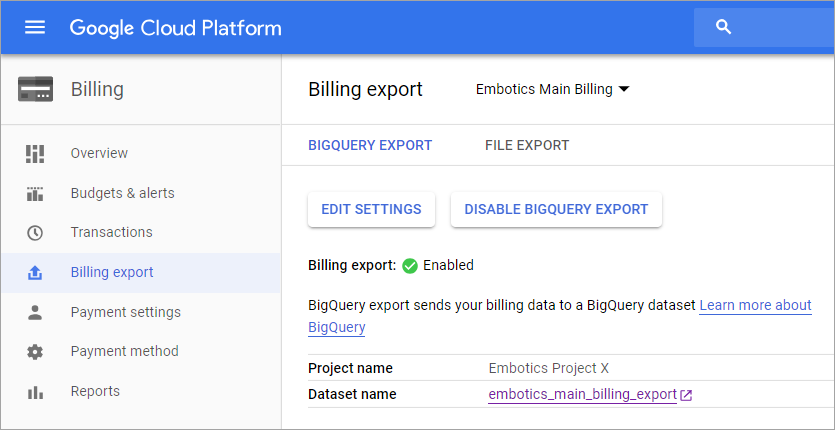 Google Cloud Platform
Billing
Billing export
Embotics Main Billing
Overview
Budgets & alerts
Transactions
Billing export
Payment settings
Payment method
Reports
BIGQUERY EXPORT
FILE EXPORT
EDIT SETTINGS
DISABLE BIGQUERY EXPORT
Billing export: Enabled
BigQuery export sends your billing data to a BigQuery dataset Learn more about
BigQuery
Project name Embotics Project X
Dataset name embotics_main_billing_export